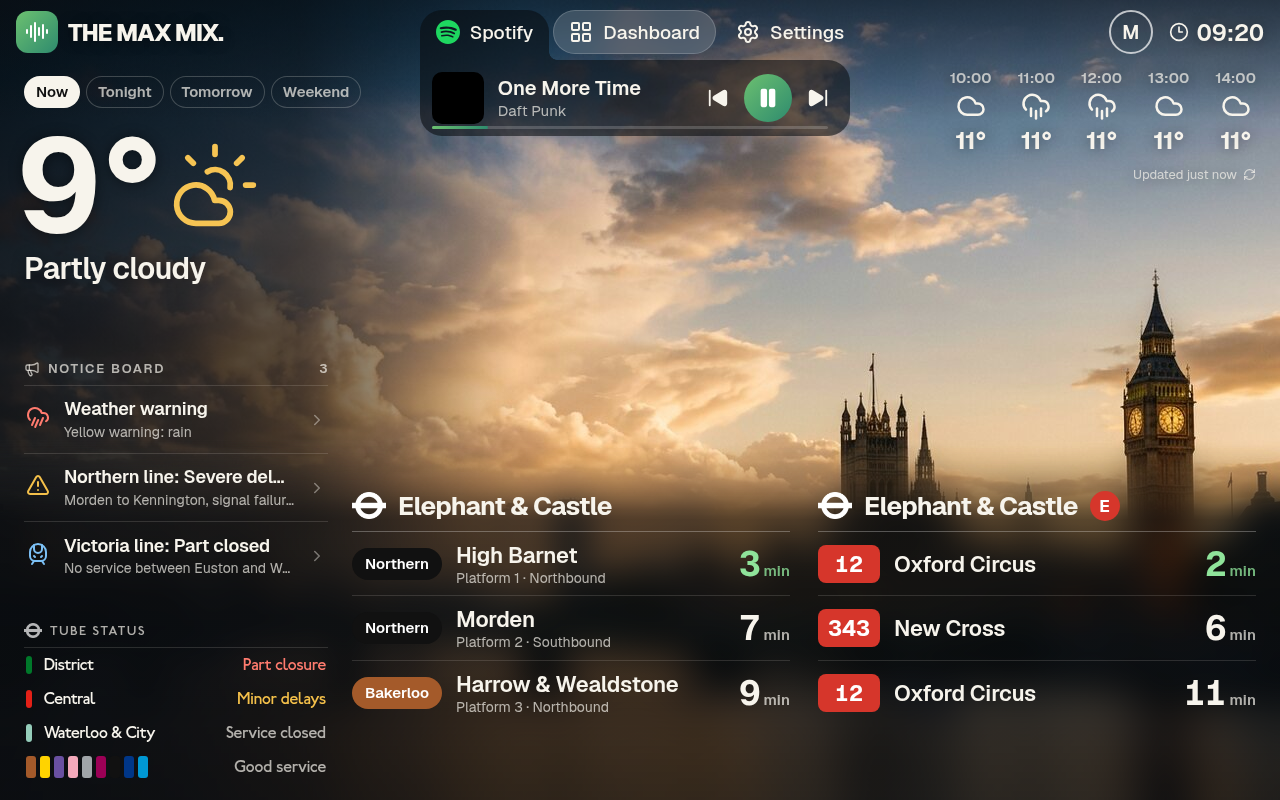 THE MAX MIX.
Spotify
Dashboard
Settings
M
09:20
Now
Tonight
Tomorrow
Weekend
One More Time
Daft Punk
10:00 11:00 12:00 13:00 14:00
11° 11° 11° 11° 11°
Updated just now
9°
Partly cloudy
NOTICE BOARD 3
Weather warning
Yellow warning: rain
Northern line: Severe del...
Morden to Kennington, signal failur...
Victoria line: Part closed
No service between Euston and W...
TUBE STATUS
District Part closure
Central Minor delays
Waterloo & City Service closed
Good service
Elephant & Castle
Northern High Barnet 3 min
Platform 1 · Northbound
Northern Morden 7 min
Platform 2 · Southbound
Bakerloo Harrow & Wealdstone 9 min
Platform 3 · Northbound
Elephant & Castle E
12 Oxford Circus 2 min
343 New Cross 6 min
12 Oxford Circus 11 min